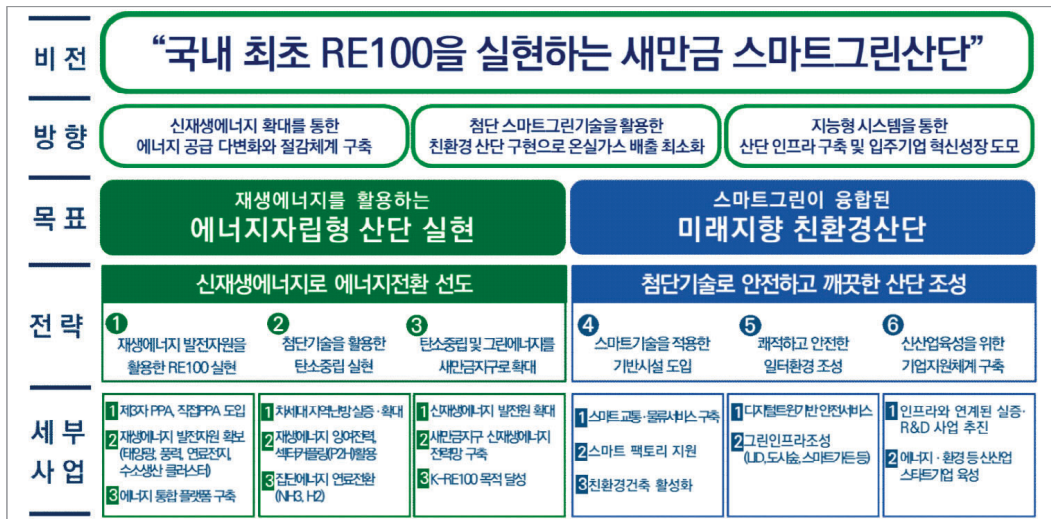 비전
“국내 최초 RE100을 실현하는 새만금 스마트그린산단”
방향
신재생에너지 확대를 통한
에너지 공급 다변화와 절감체계 구축
첨단 스마트그린기술을 활용한
친환경 산단 구현으로 온실가스 배출 최소화
지능형 시스템을 통한
산단 인프라 구축 및 입주기업 혁신성장 도모
목표
재생에너지를 활용하는
에너지자립형 산단 실현
스마트그린이 융합된
미래지향 친환경산단
전략
신재생에너지로 에너지전환 선도
첨단기술로 안전하고 깨끗한 산단 조성
1
재생에너지 발전자원을
활용한 RE100 실현
2
첨단기술을 활용한
탄소중립 실현
3
탄소중립 및 그린에너지를
새만금지구로 확대
4
스마트기술을 적용한
기반시설 도입
5
쾌적하고 안전한
일터환경 조성
6
신산업육성을 위한
기업지원체계 구축
세부
사업
1 제3자 PPA, 직접PPA 도입
2 재생에너지 발전자원 확보
(태양광, 풍력, 연료전지,
수소생산 클러스터)
3 에너지 통합 플랫폼 구축
1 차세대 지역난방 실증·확대
2 재생에너지 잉여전력,
섹터커플링(P2H)활용
3 집단에너지 연료전환
(NH3, H2)
1 신재생에너지 발전원 확대
2 새만금지구 신재생에너지
전력망 구축
3 K-RE100 목적 달성
1 스마트교통·물류서비스 구축
2 스마트 팩토리 지원
3 친환경건축 활성화
1 디지털트윈기반 안전서비스
2 그린인프라조성
(LID, 도시숲, 스마트가든 등)
1 인프라와 연계된 실증·
R&D 사업 추진
2 에너지·환경 등 신산업
스타트기업 육성